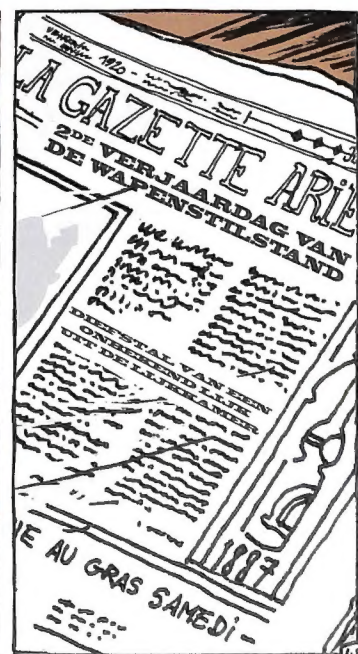 1920 -
LA GAZETTE ARIÉ
2DE VERJAARDAG VAN
DE WAPENSTILSTAND
DIEFSTAL VAN EEN
ONBEKEND LIJK
UIT DE LIJKKAMER
1887
IE AU GRAS SAMEDI -